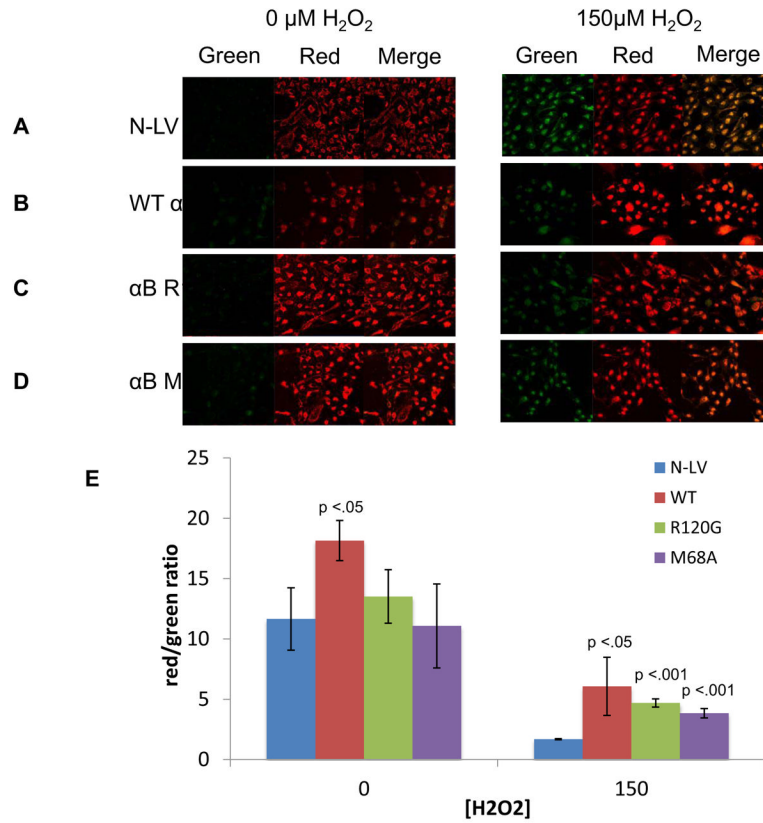 0 µM H₂O₂ 150µM H₂O₂
Green Red Merge Green Red Merge
A N-LV
B WT α
C αB R
D αB M
E
25
20
15
10
5
0
red/green ratio
p <.05
p <.05
p <.001
p <.001
N-LV
WT
R120G
M68A
0 150
[H2O2]